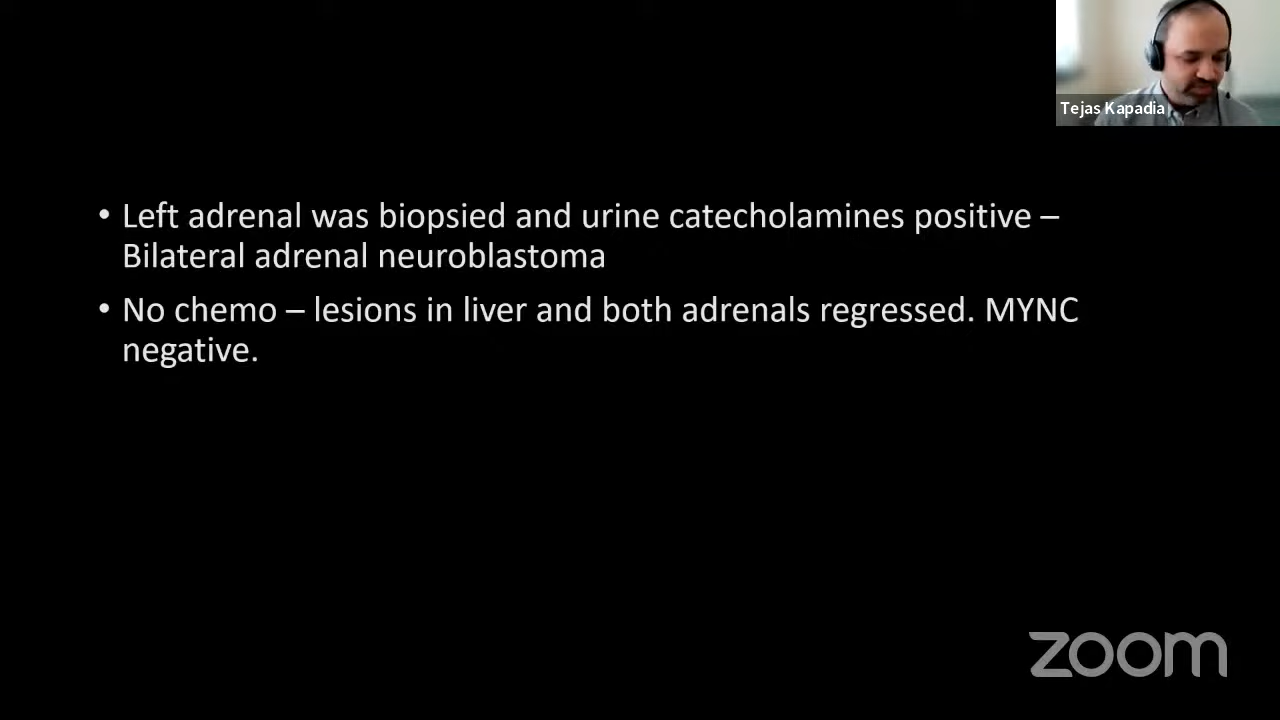 Tejas Kapadia
• Left adrenal was biopsied and urine catecholamines positive –
Bilateral adrenal neuroblastoma
• No chemo – lesions in liver and both adrenals regressed. MYNC
negative.
zoom